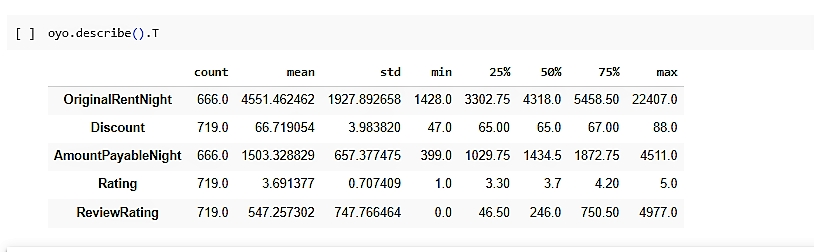 [ ] oyo.describe().T
count mean std min 25% 50% 75% max
OriginalRentNight 666.0 4551.462462 1927.892658 1428.0 3302.75 4318.0 5458.50 22407.0
Discount 719.0 66.719054 3.983820 47.0 65.00 65.0 67.00 88.0
AmountPayableNight 666.0 1503.328829 657.377475 399.0 1029.75 1434.5 1872.75 4511.0
Rating 719.0 3.691377 0.707409 1.0 3.30 3.7 4.20 5.0
ReviewRating 719.0 547.257302 747.766464 0.0 46.50 246.0 750.50 4977.0